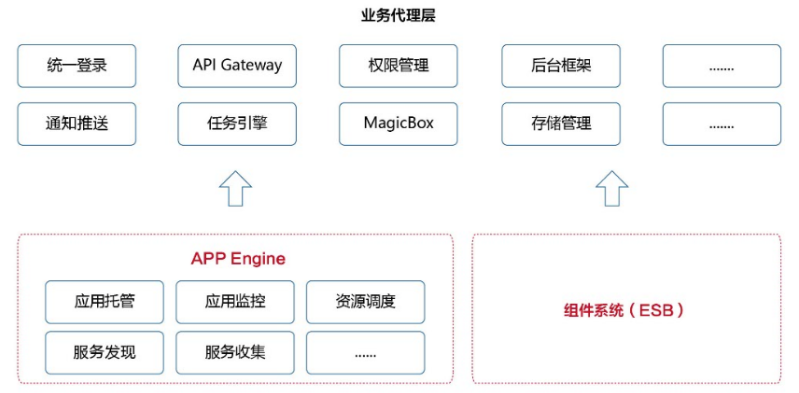 业务代理层
统一登录 API Gateway 权限管理 后台框架 .......
通知推送 任务引擎 MagicBox 存储管理 .......
APP Engine
应用托管 应用监控 资源调度
组件系统（ESB）
服务发现 服务收集 ......